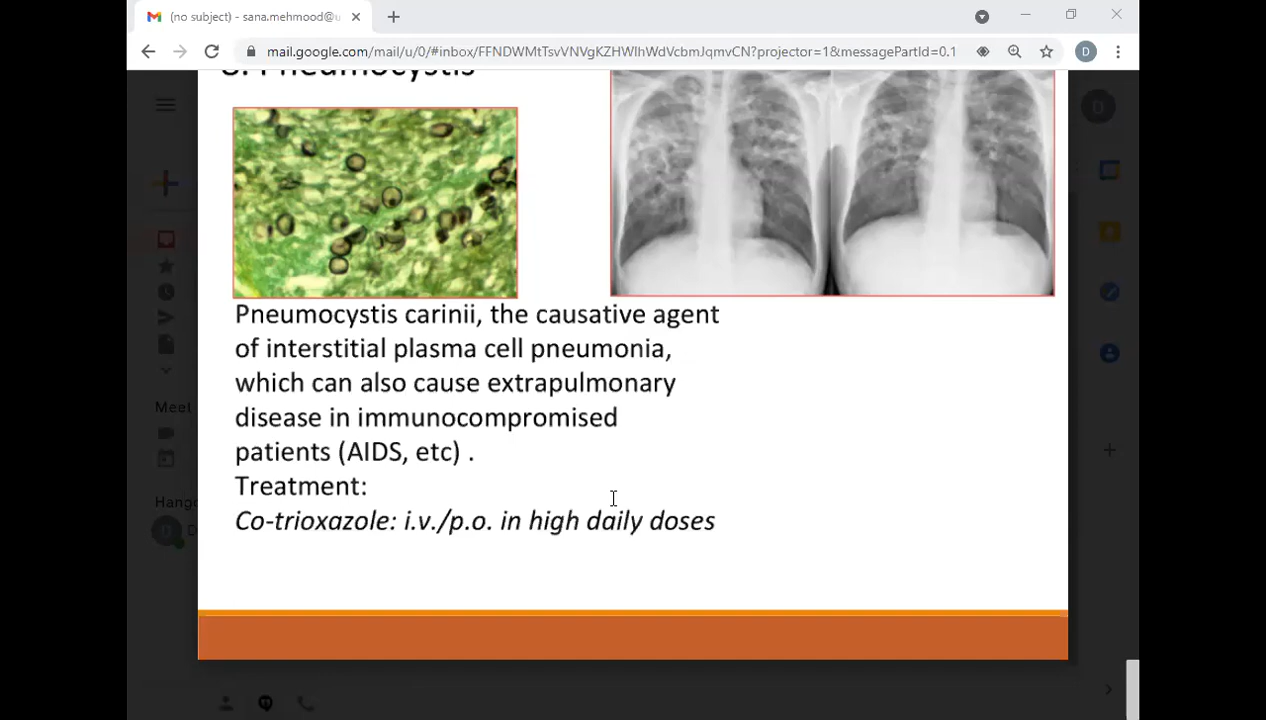 (no subject) - sana.mehmood@u
mail.google.com/mail/u/0/#inbox/FFNDWMtTsvVNVgKZHWlhWdVcbmJqmvCN?projector=1&messagePartId=0.1
D
D
Pneumocystis
Pneumocystis carinii, the causative agent
of interstitial plasma cell pneumonia,
which can also cause extrapulmonary
disease in immunocompromised
patients (AIDS, etc) .
Treatment:
Co-trioxazole: i.v./p.o. in high daily doses
Meet
Hango
D